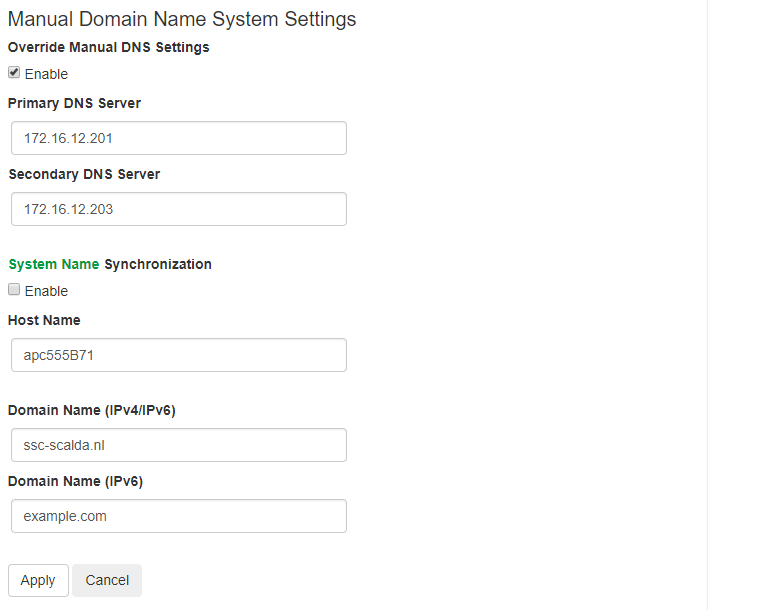 Manual Domain Name System Settings
Override Manual DNS Settings
Enable
Primary DNS Server
172.16.12.201
Secondary DNS Server
172.16.12.203
System Name Synchronization
Enable
Host Name
apc555B71
Domain Name (IPv4/IPv6)
ssc-scalda.nl
Domain Name (IPv6)
example.com
Apply Cancel